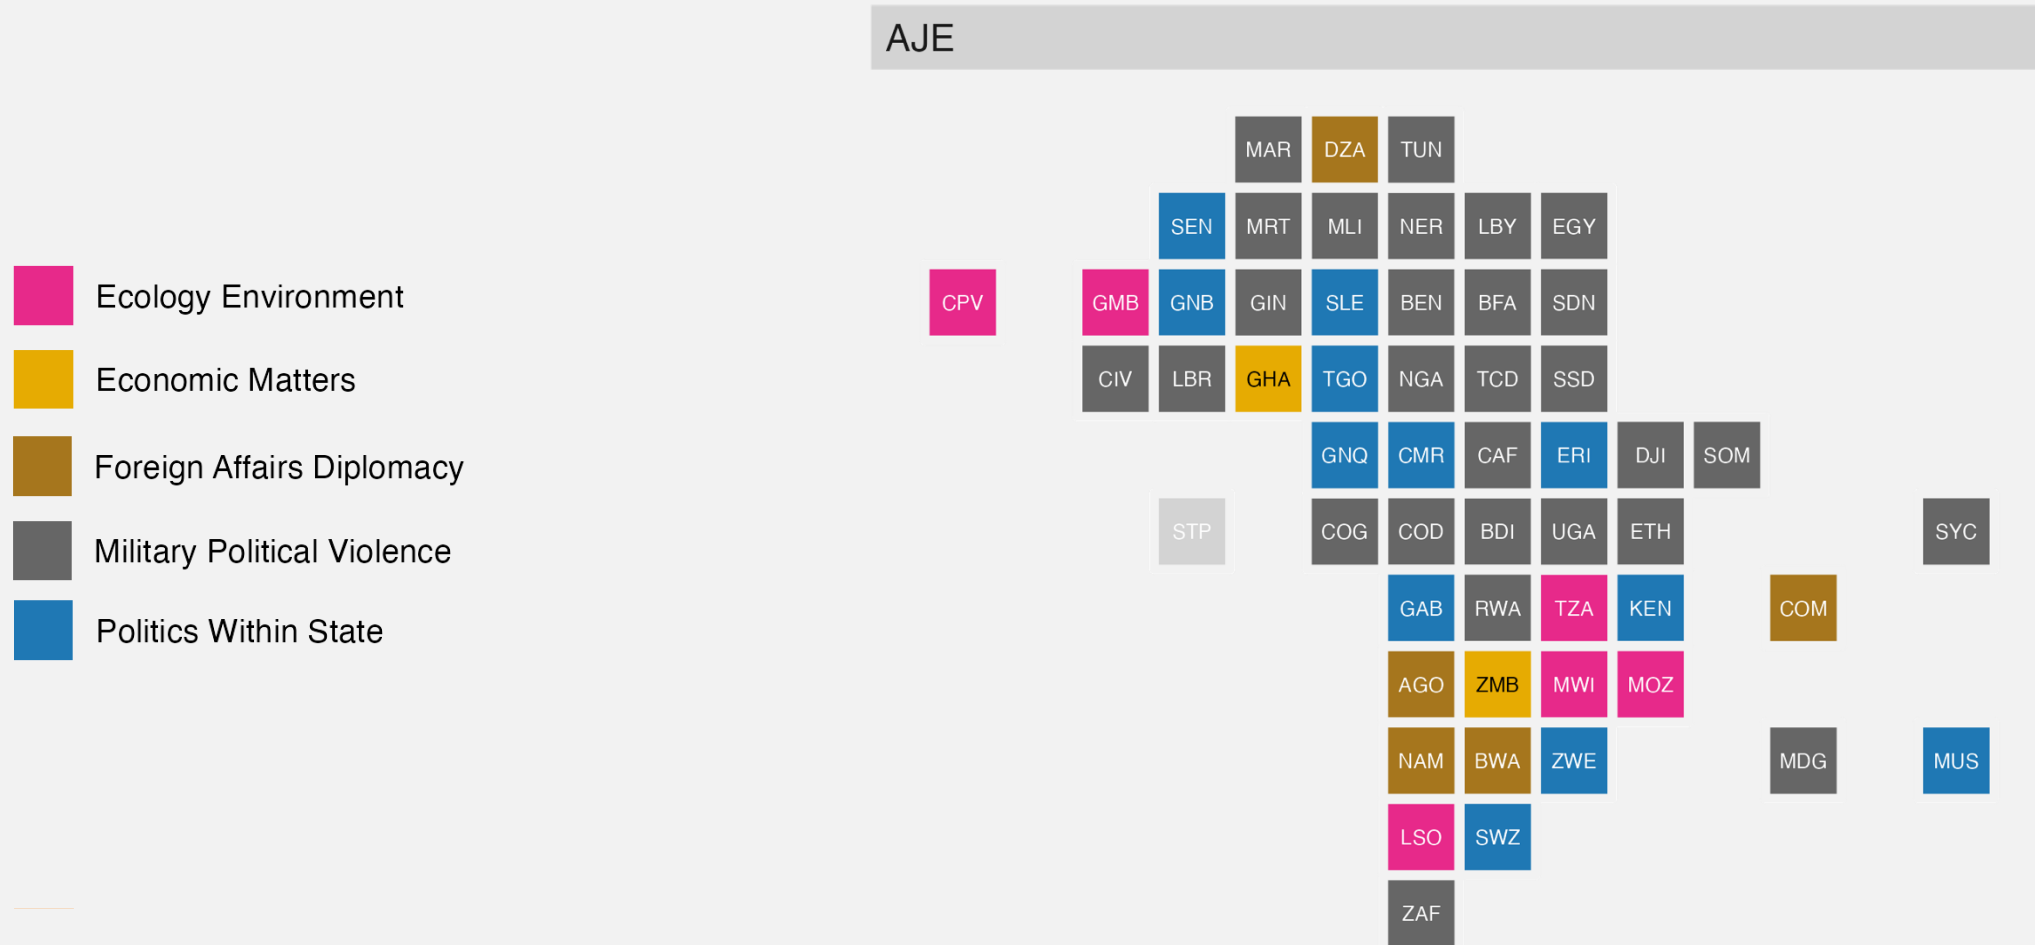 AJE
MAR DZA TUN
SEN MRT MLI NER LBY EGY
Ecology Environment
CPV GMB GNB GIN SLE BEN BFA SDN
Economic Matters
CIV LBR GHA TGO NGA TCD SSD
Foreign Affairs Diplomacy
GNQ CMR CAF ERI DJI SOM
Military Political Violence
STP COG COD BDI UGA ETH SYC
Politics Within State
GAB RWA TZA KEN COM
AGO ZMB MWI MOZ
NAM BWA ZWE MDG MUS
LSO SWZ
ZAF